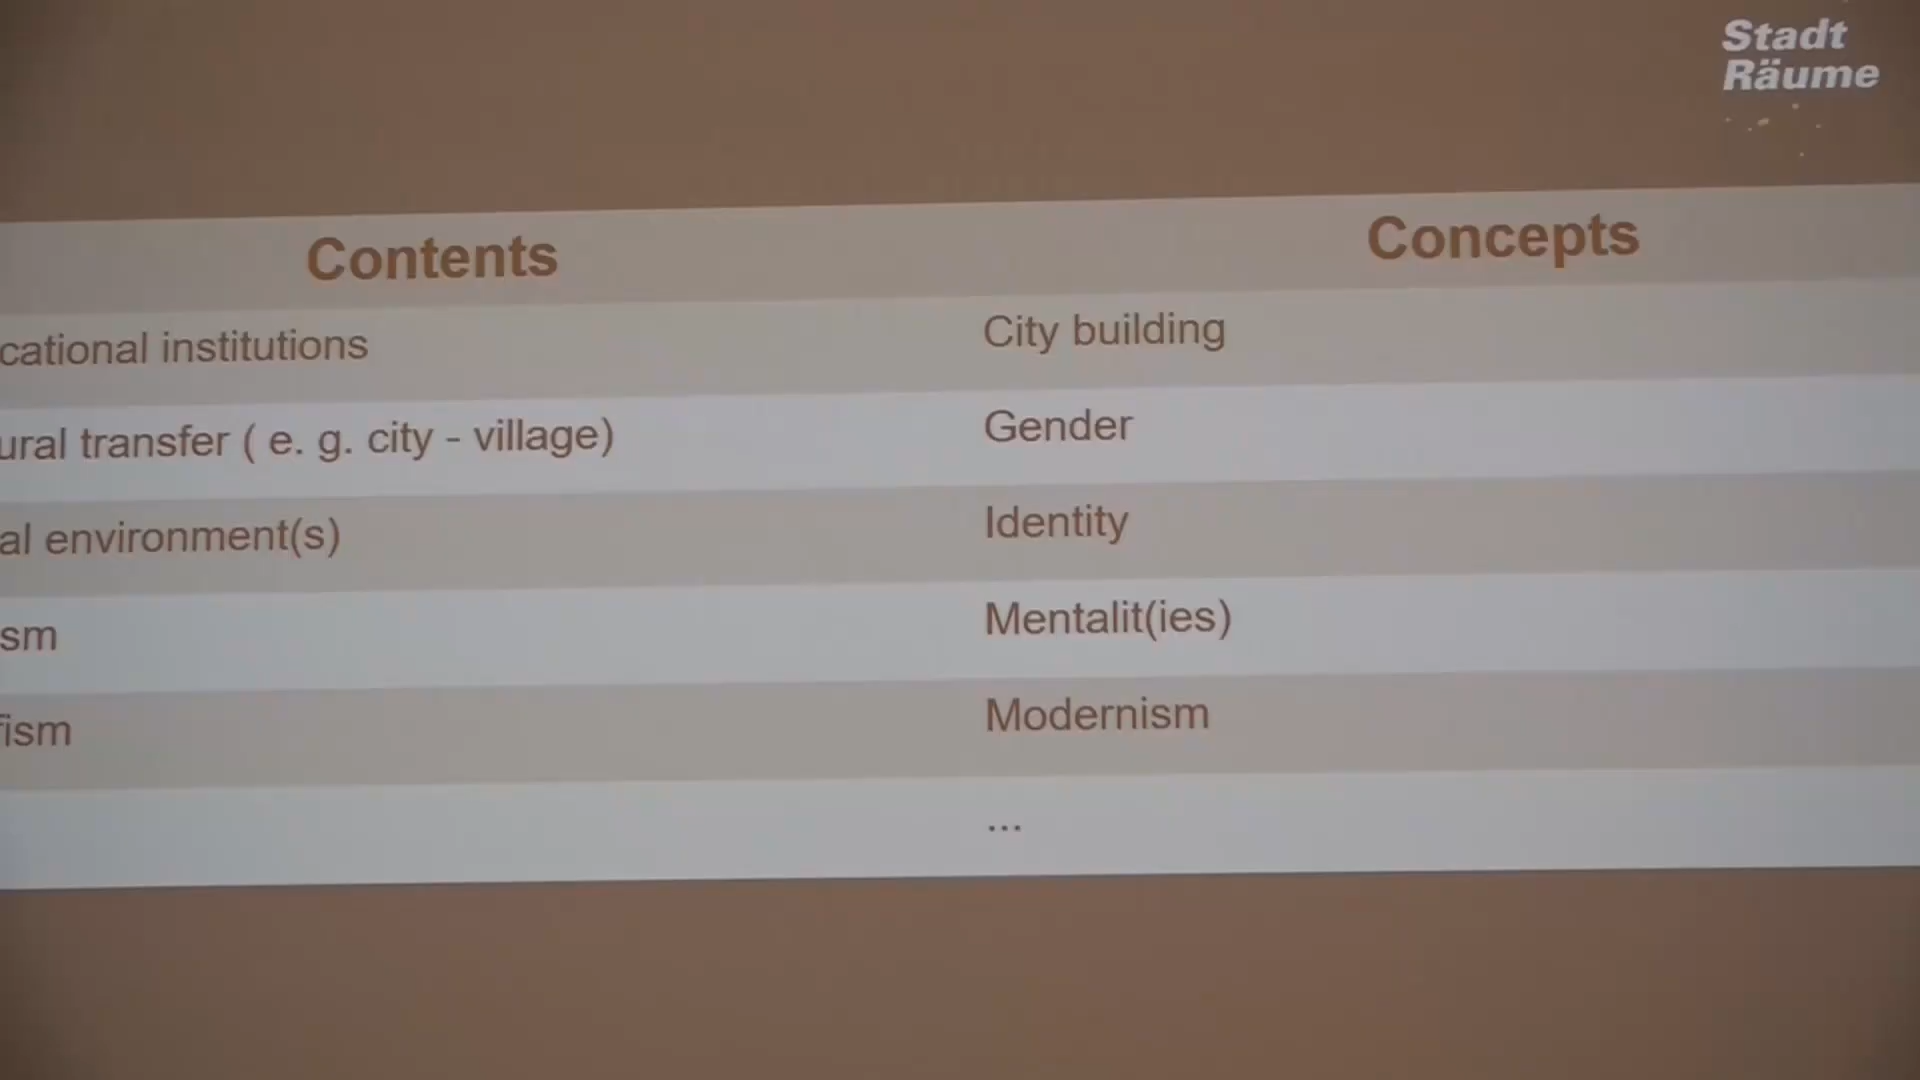 Stadt
Räume
Contents Concepts
cational institutions City building
ural transfer ( e. g. city - village) Gender
al environment(s) Identity
sm Mentalit(ies)
fism Modernism
...